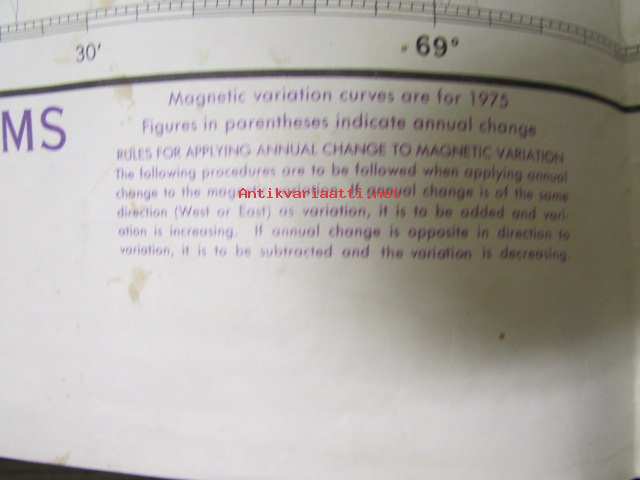 30′ 69°
MS
Magnetic variation curves are for 1975
Figures in parentheses indicate annual change
RULES FOR APPLYING ANNUAL CHANGE TO MAGNETIC VARIATION
The following procedures are to be followed when applying annual
change to the magnetic variation. If annual change is of the same
Antikvariaatti.net
direction (West or East) as variation, it is to be added and vari-
ation is increasing. If annual change is opposite in direction to
variation, it is to be subtracted and the variation is decreasing.